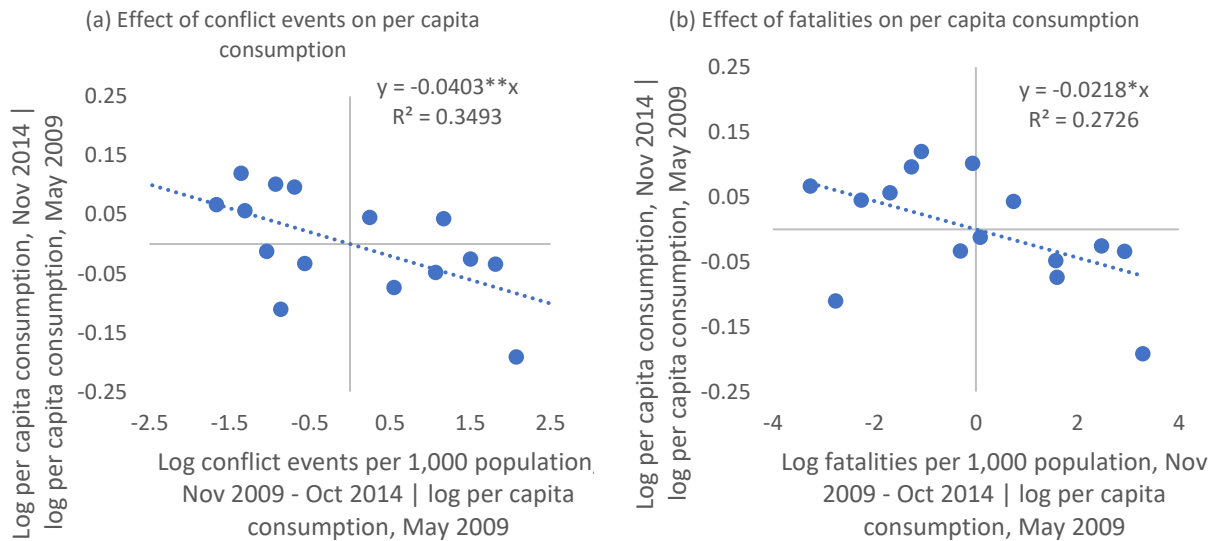 (a) Effect of conflict events on per capita
consumption
y = -0.0403**x
R² = 0.3493
0.25
0.15
0.05
-0.05
-0.15
-0.25
-2.5 -1.5 -0.5 0.5 1.5 2.5
Log per capita consumption, Nov 2014 |
log per capita consumption, May 2009
Log conflict events per 1,000 population,
Nov 2009 - Oct 2014 | log per capita
consumption, May 2009
(b) Effect of fatalities on per capita consumption
y = -0.0218*x
R² = 0.2726
0.25
0.15
0.05
-0.05
-0.15
-0.25
-4 -2 0 2 4
Log per capita consumption, Nov 2014 |
log per capita consumption, May 2009
Log fatalities per 1,000 population, Nov
2009 - Oct 2014 | log per capita
consumption, May 2009